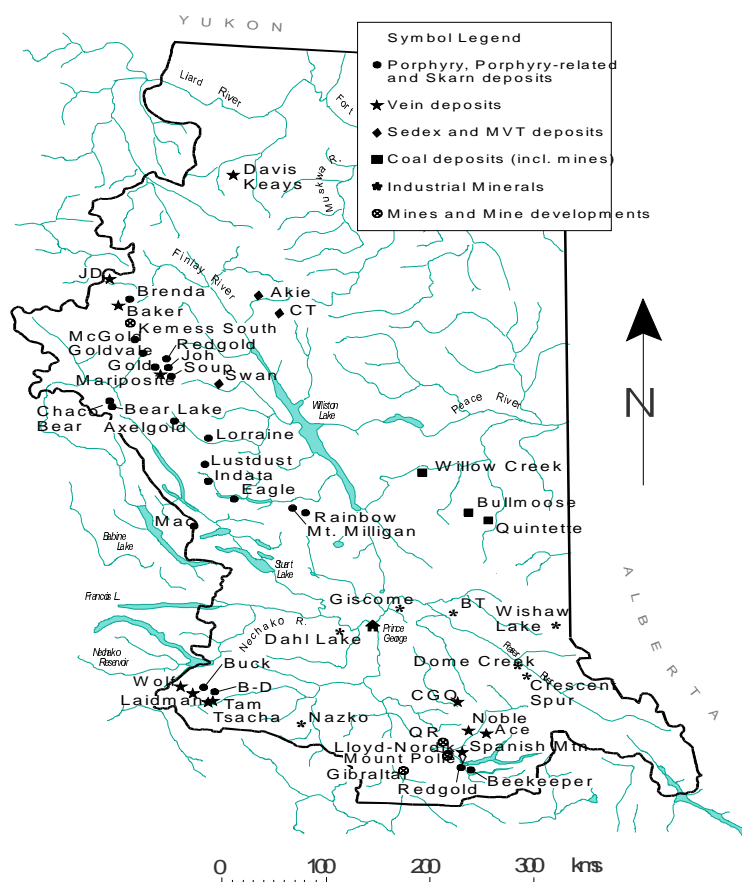 YUKON
Symbol Legend
Porphyry, Porphyry-related
and Skarn deposits
Vein deposits
Sedex and MVT deposits
Coal deposits (incl. mines)
Industrial Minerals
Mines and Mine developments
Liard
River
Fort
Muskwa R.
Davis
Keays
Finlay River
JD
Brenda
Baker
Akie
CT
Kemess South
McGold
Redgold
Goldvale
Joh
Gold
Soup
Mariposite
Swan
Chaco
Bear
Bear Lake
Axelgold
Lorraine
Williston
Lake
Peace River
N
Lustdust
Indata
Eagle
Willow Creek
Bullmoose
Quintette
Rainbow
Mt. Milligan
Mac
Babine
Lake
Stuart
Lake
ALBERTA
Francois L.
Giscome
BT
Wishaw
Lake
Nechako R.
Dahl Lake
Prince
George
Fraser
Nechako
Reservoir
Dome Creek
Crescent
Spur
Buck
Wolf
B-D
Laidman
Tam
Tsacha
CGO
Nazko
Noble
Ace
QR
Lloyd-Nordik
Spanish Mtn
Mount Polley
Gibraltar
Redgold
Beekeeper
0 100 200 300 kms